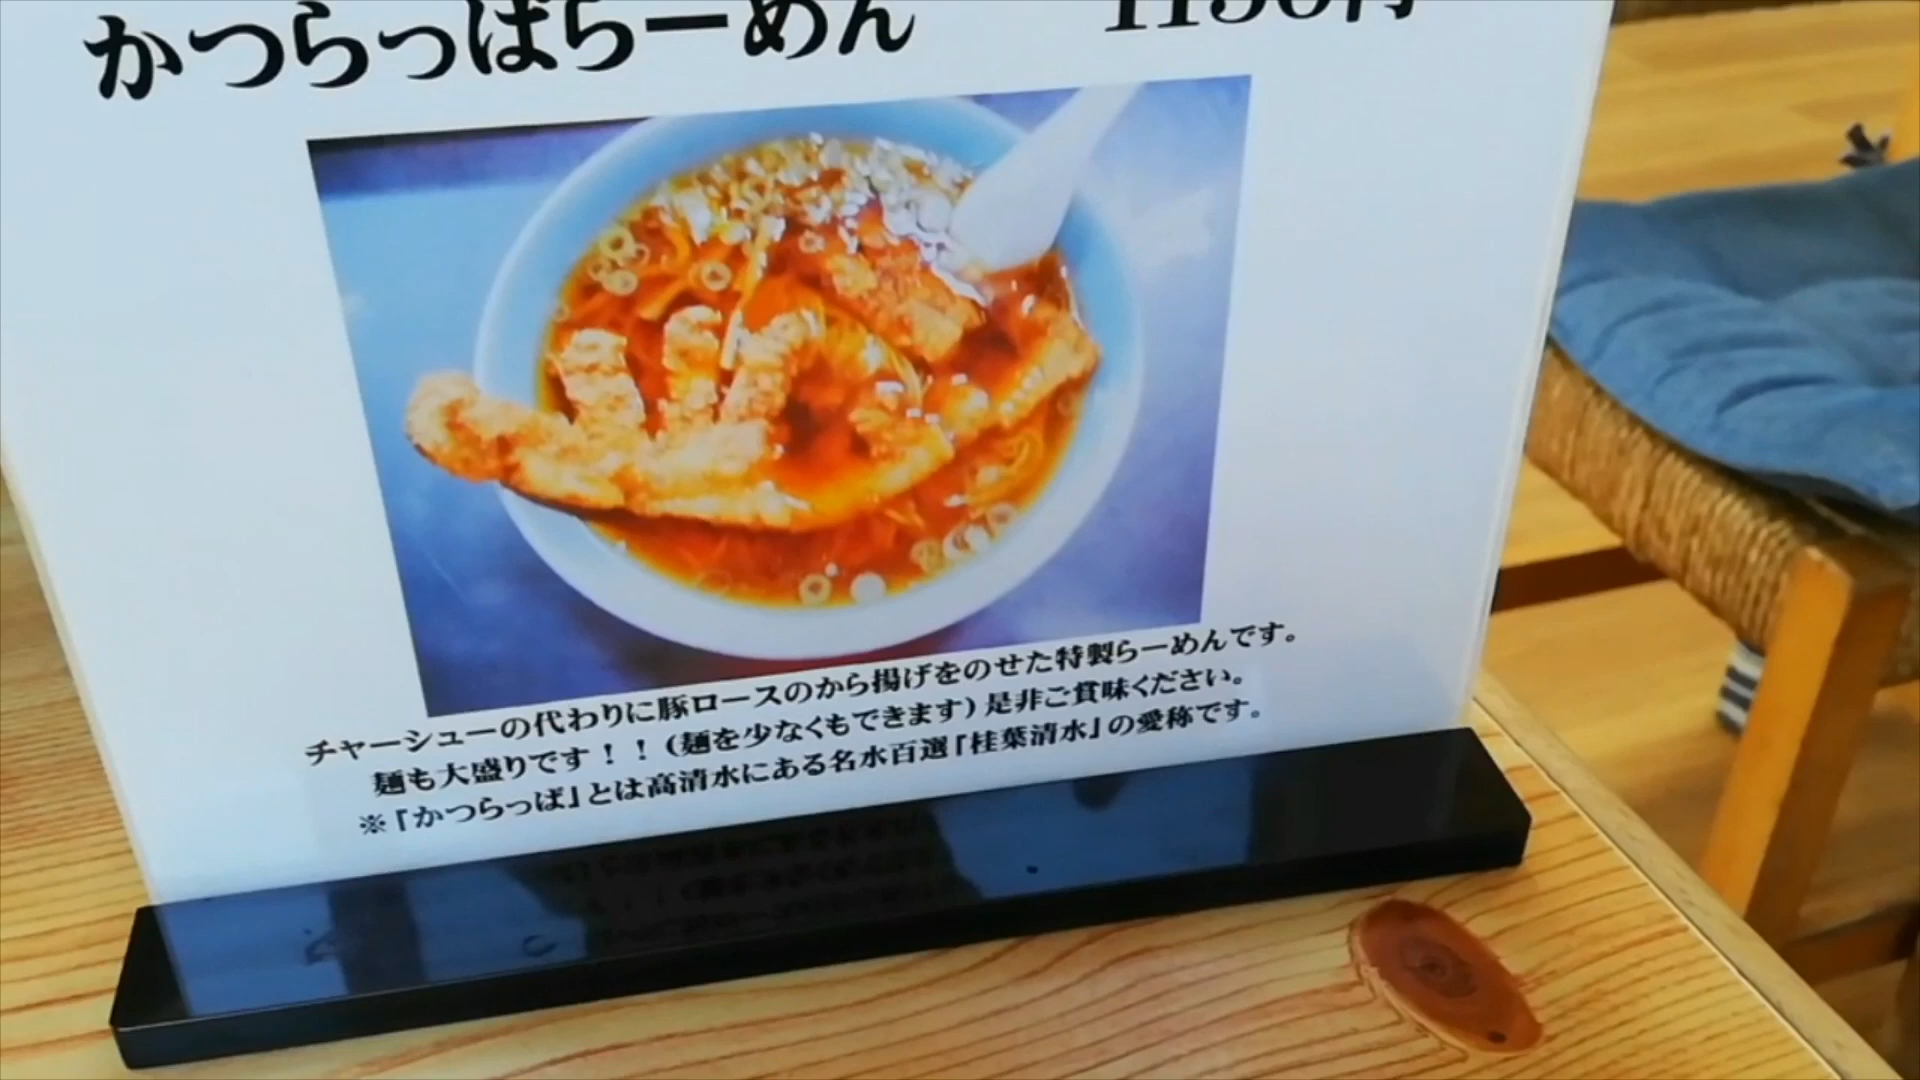 かつらっぱらーめん
チャーシューの代わりに豚ロースのから揚げをのせた特製らーめんです。
麺も大盛りです！！（麺を少なくもできます）是非ご賞味ください。
※「かつらっぱ」とは高清水にある名水百選「桂葉清水」の愛称です。